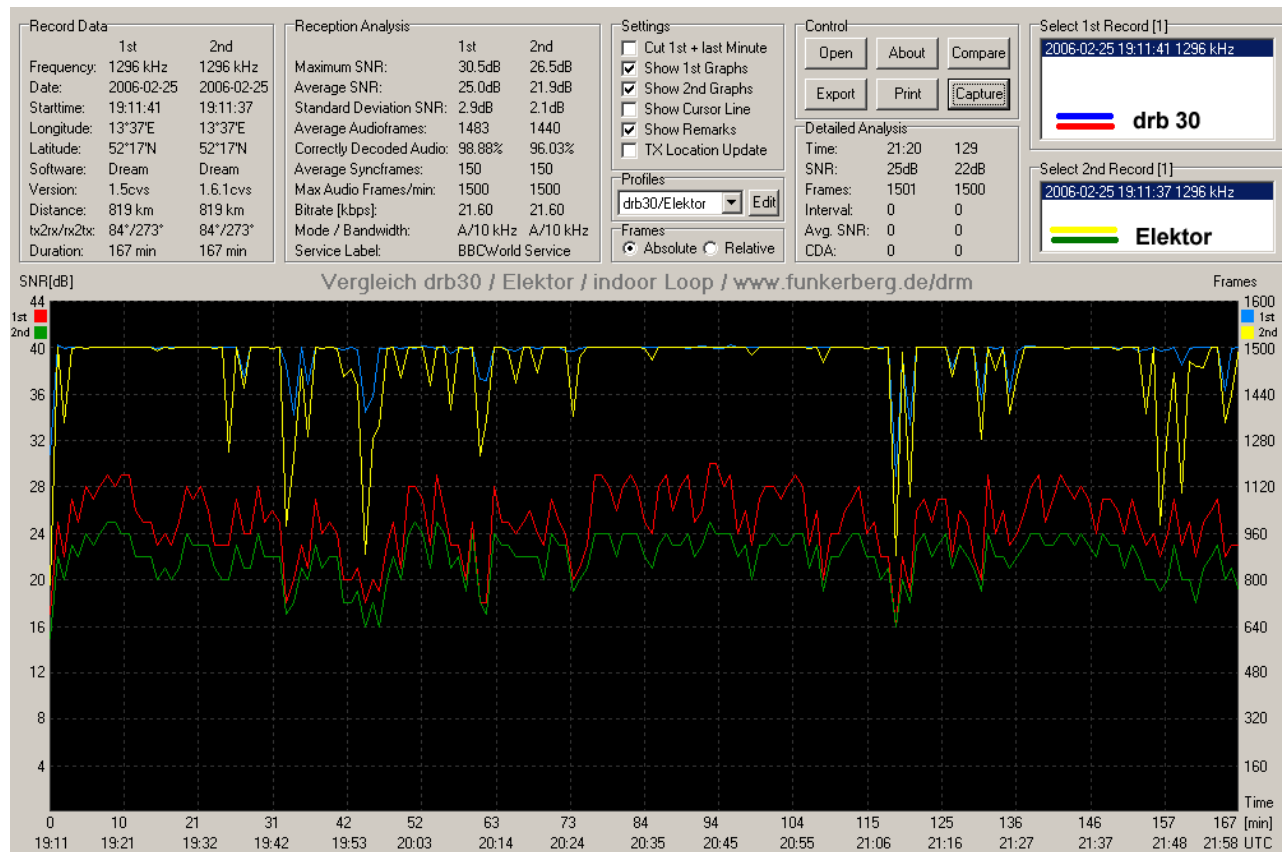 Record Data
1st 2nd
Frequency: 1296 kHz 1296 kHz
Date: 2006-02-25 2006-02-25
Starttime: 19:11:41 19:11:37
Longitude: 13°37'E 13°37'E
Latitude: 52°17'N 52°17'N
Software: Dream Dream
Version: 1.5cvs 1.6.1cvs
Distance: 819 km 819 km
tx2rx/rx2tx: 84°/273° 84°/273°
Duration: 167 min 167 min
Reception Analysis
1st 2nd
Maximum SNR: 30.5dB 26.5dB
Average SNR: 25.0dB 21.9dB
Standard Deviation SNR: 2.9dB 2.1dB
Average Audioframes: 1483 1440
Correctly Decoded Audio: 98.88% 96.03%
Average Syncframes: 150 150
Max Audio Frames/min: 1500 1500
Bitrate [kbps]: 21.60 21.60
Mode / Bandwidth: A/10 kHz A/10 kHz
Service Label: BBCWorld Service
Settings
Cut 1st + last Minute
Show 1st Graphs
Show 2nd Graphs
Show Cursor Line
Show Remarks
TX Location Update
Profiles
drb30/Elektor Edit
Frames
Absolute Relative
Control
Open About Compare
Export Print Capture
Detailed Analysis
Time: 21:20 129
SNR: 25dB 22dB
Frames: 1501 1500
Interval: 0 0
Avg. SNR: 0 0
CDA: 0 0
Select 1st Record [1]
2006-02-25 19:11:41 1296 kHz
drb 30
Select 2nd Record [1]
2006-02-25 19:11:37 1296 kHz
Elektor
SNR[dB] Vergleich drb30 / Elektor / indoor Loop / www.funkerberg.de/drm Frames
44 1600
1st 1st
2nd 2nd
40 1500
36 1440
32 1280
28 1120
24 960
20 800
16 640
12 480
8 320
4 160
Time
0 10 21 31 42 52 63 73 84 94 104 115 125 136 146 157 167 [min]
19:11 19:21 19:32 19:42 19:53 20:03 20:14 20:24 20:35 20:45 20:55 21:06 21:16 21:27 21:37 21:48 21:58 UTC